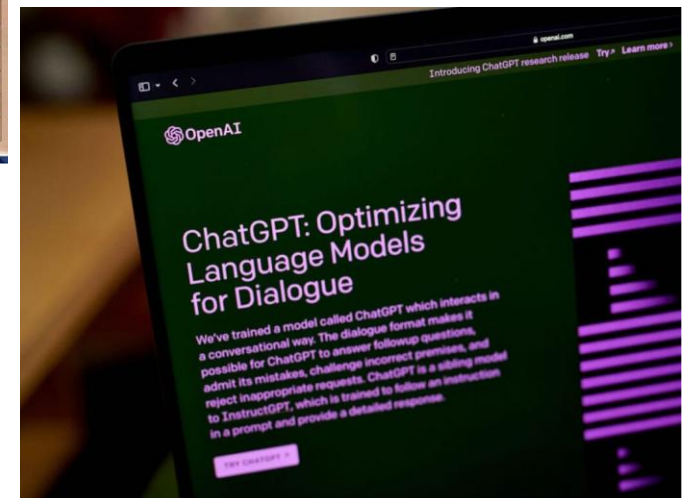 openai.com
Introducing ChatGPT research release Try↗ Learn more›
OpenAI
ChatGPT: Optimizing
Language Models
for Dialogue
We've trained a model called ChatGPT which interacts in
a conversational way. The dialogue format makes it
possible for ChatGPT to answer followup questions,
admit its mistakes, challenge incorrect premises, and
reject inappropriate requests. ChatGPT is a sibling model
to InstructGPT, which is trained to follow an instruction
in a prompt and provide a detailed response.
TRY CHATGPT ↗